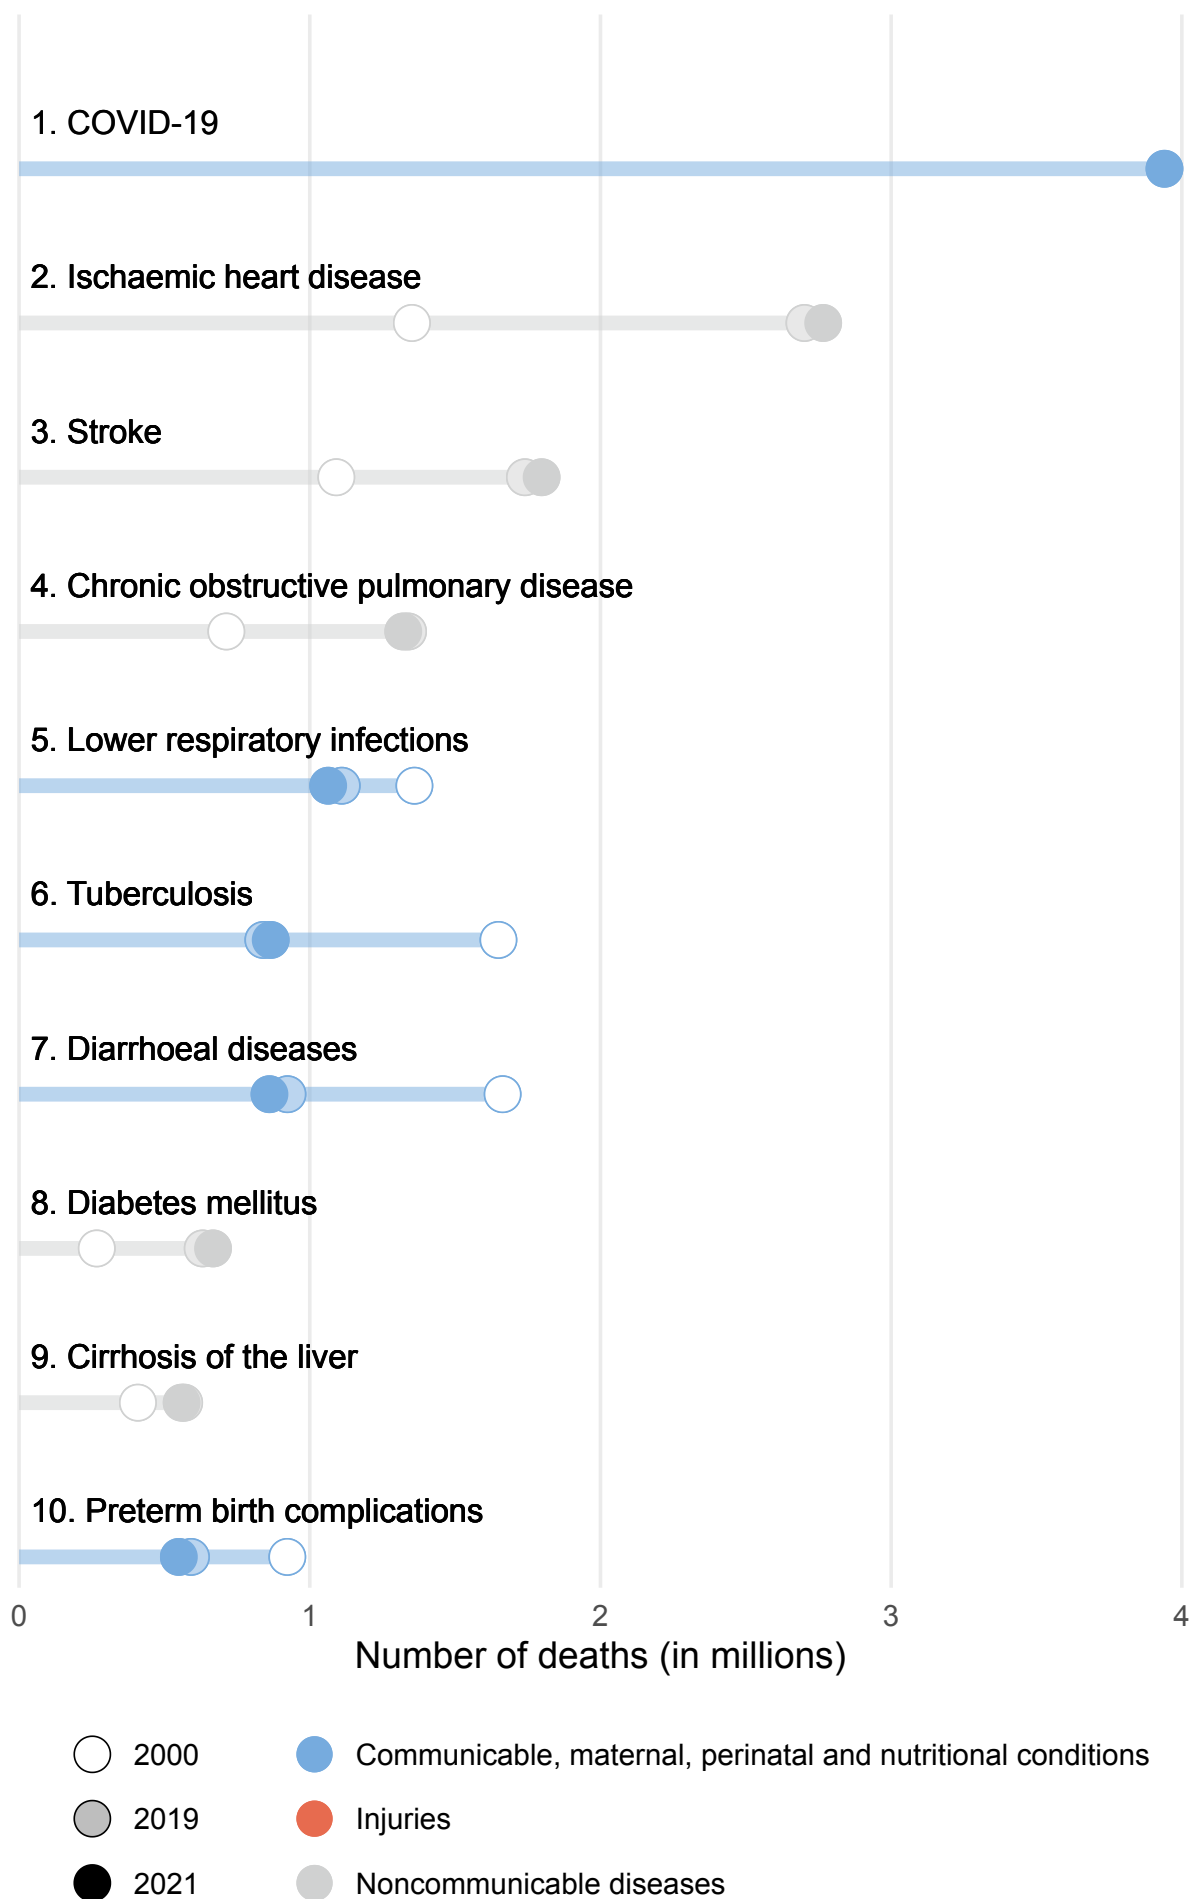 1. COVID-19
2. Ischaemic heart disease
3. Stroke
4. Chronic obstructive pulmonary disease
5. Lower respiratory infections
6. Tuberculosis
7. Diarrhoeal diseases
8. Diabetes mellitus
9. Cirrhosis of the liver
10. Preterm birth complications
0 1 2 3 4
Number of deaths (in millions)
2000 Communicable, maternal, perinatal and nutritional conditions
2019 Injuries
2021 Noncommunicable diseases